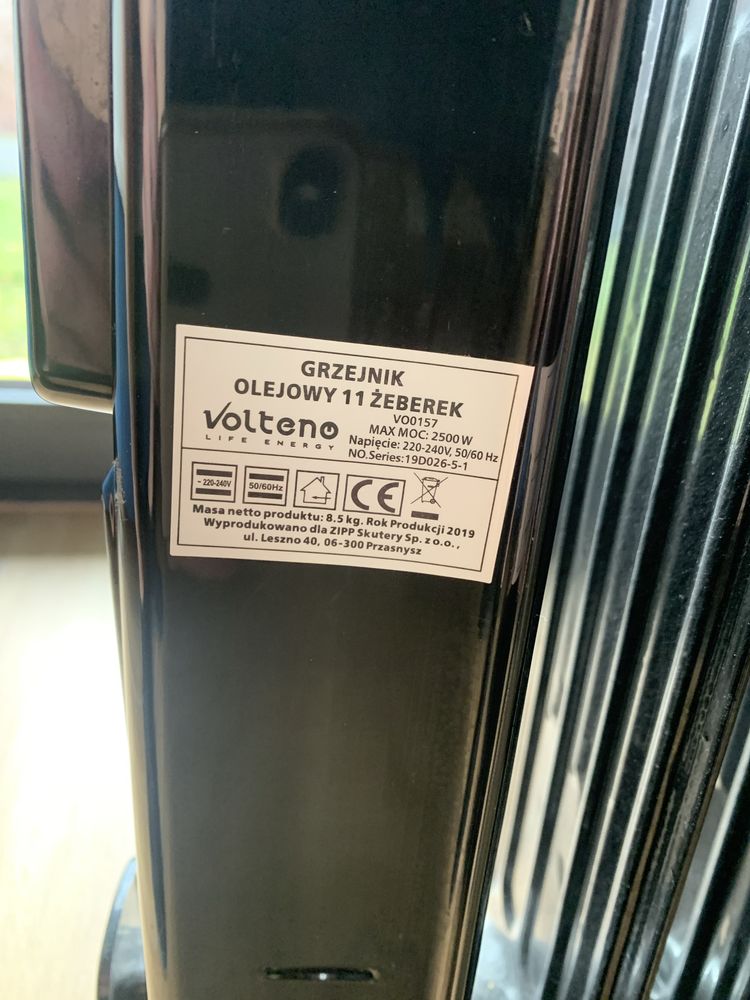 GRZEJNIK
OLEJOWY 11 ŻEBEREK
Volteno
LIFE ENERGY
VO0157
MAX MOC: 2500 W
Napięcie: 220-240V, 50/60 Hz
NO.Series:19D026-5-1
~ 220-240V
50/60Hz
CE
Masa netto produktu: 8.5 kg. Rok Produkcji 2019
Wyprodukowano dla ZIPP Skutery Sp. z o.o.,
ul. Leszno 40, 06-300 Przasnysz